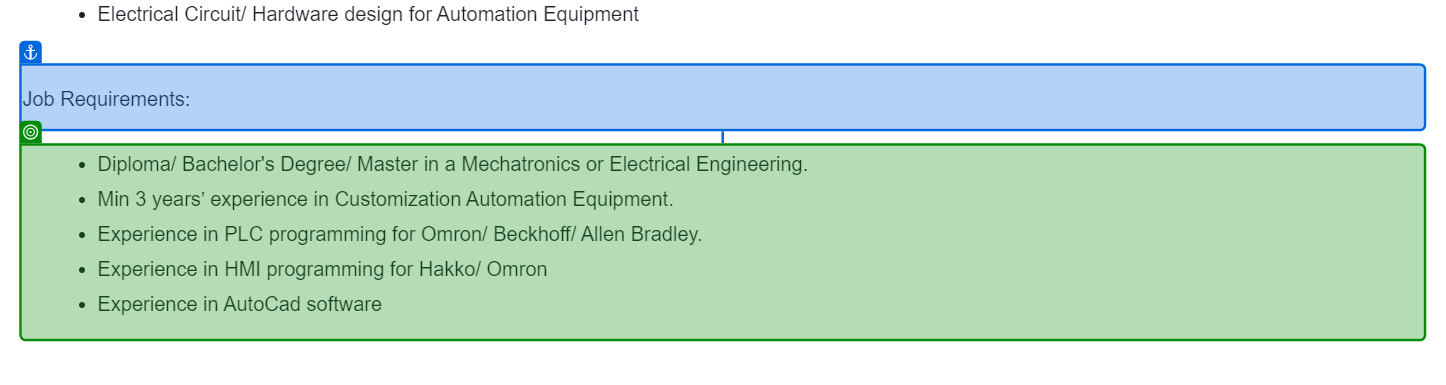 Electrical Circuit/ Hardware design for Automation Equipment
Job Requirements:
Diploma/ Bachelor's Degree/ Master in a Mechatronics or Electrical Engineering.
Min 3 years’ experience in Customization Automation Equipment.
Experience in PLC programming for Omron/ Beckhoff/ Allen Bradley.
Experience in HMI programming for Hakko/ Omron
Experience in AutoCad software